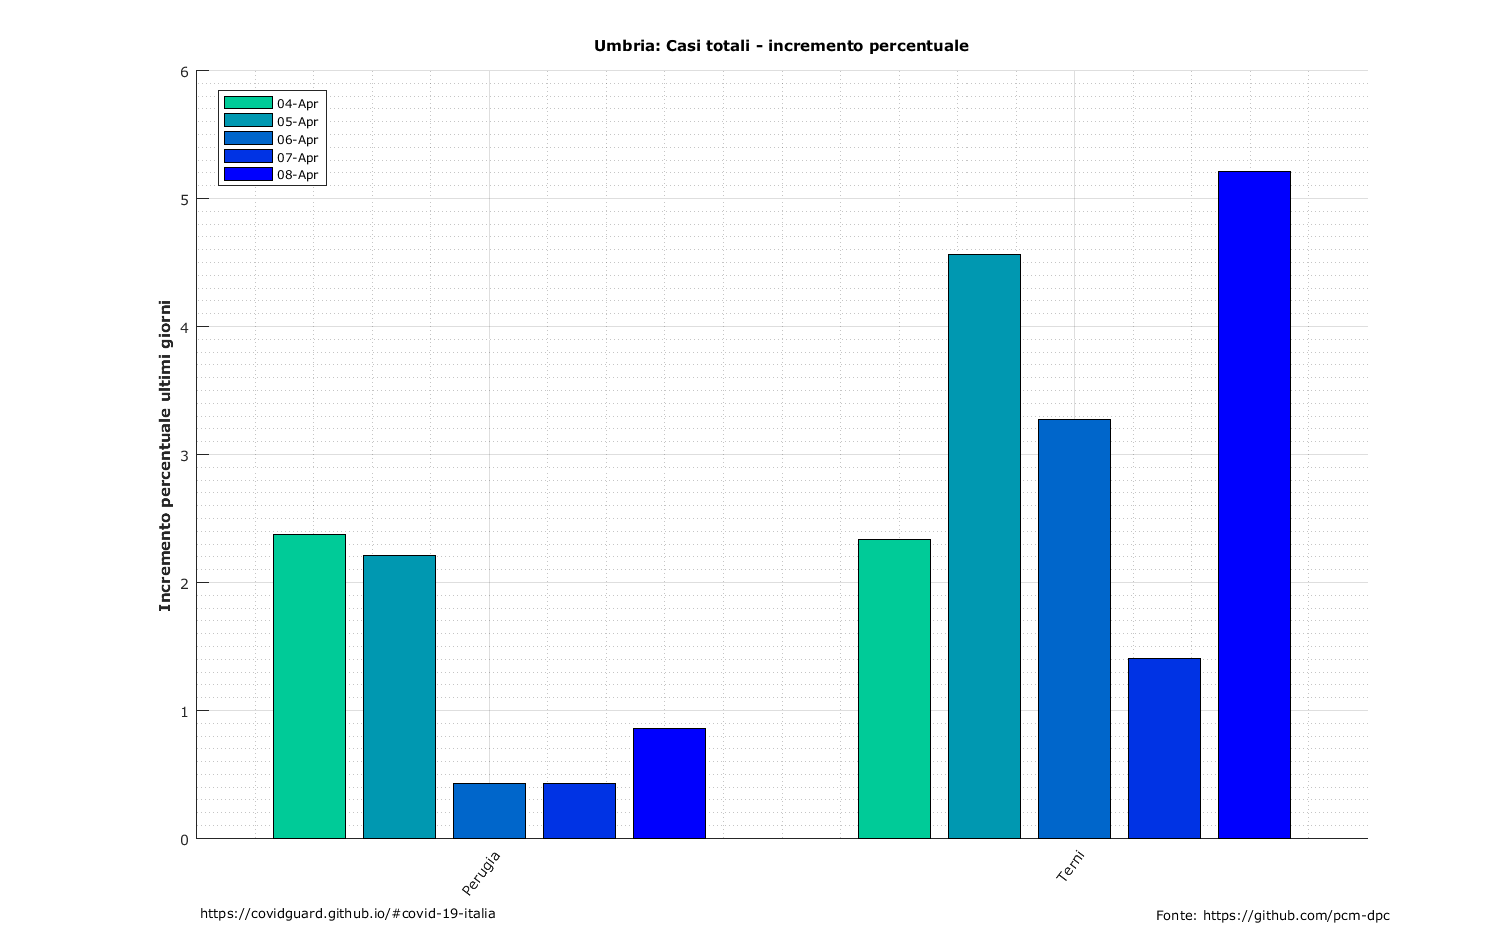 Umbria: Casi totali - incremento percentuale
6
5
4
3
2
1
0
Incremento percentuale ultimi giorni
04-Apr
05-Apr
06-Apr
07-Apr
08-Apr
Perugia
Terni
https://covidguard.github.io/#covid-19-italia
Fonte: https://github.com/pcm-dpc